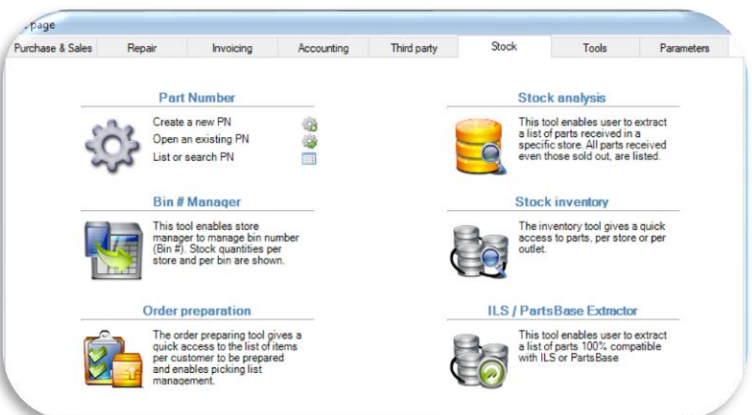 page
Purchase & Sales Repair Invoicing Accounting Third party Stock Tools Parameters
Part Number
Create a new PN
Open an existing PN
List or search PN
Stock analysis
This tool enables user to extract
a list of parts received in a
specific store. All parts received
even those sold out, are listed.
Bin # Manager
This tool enables store
manager to manage bin number
(Bin #). Stock quantities per
store and per bin are shown.
Stock inventory
The inventory tool gives a quick
access to parts, per store or per
outlet.
Order preparation
The order preparing tool gives a
quick access to the list of items
per customer to be prepared
and enables picking list
management.
ILS / PartsBase Extractor
This tool enables user to extract
a list of parts 100% compatible
with ILS or PartsBase